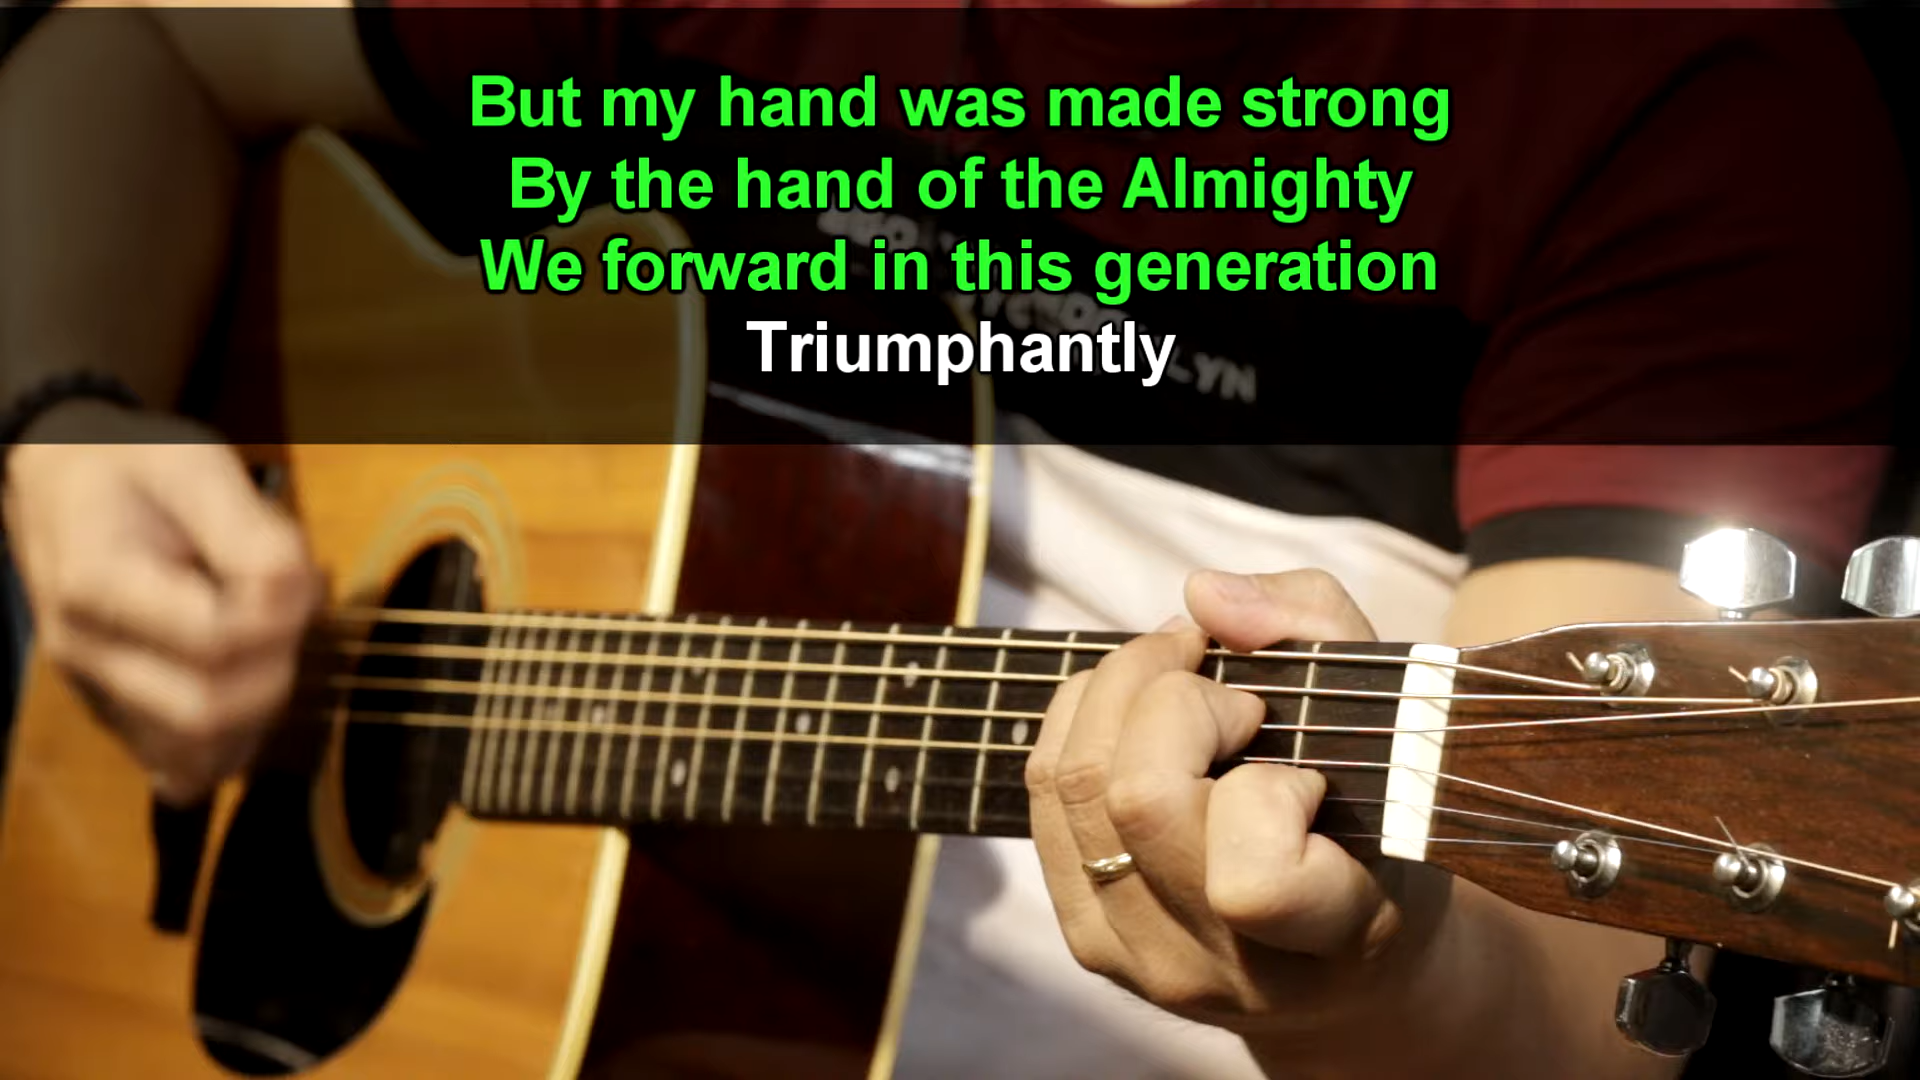 But my hand was made strong
By the hand of the Almighty
We forward in this generation
Triumphantly